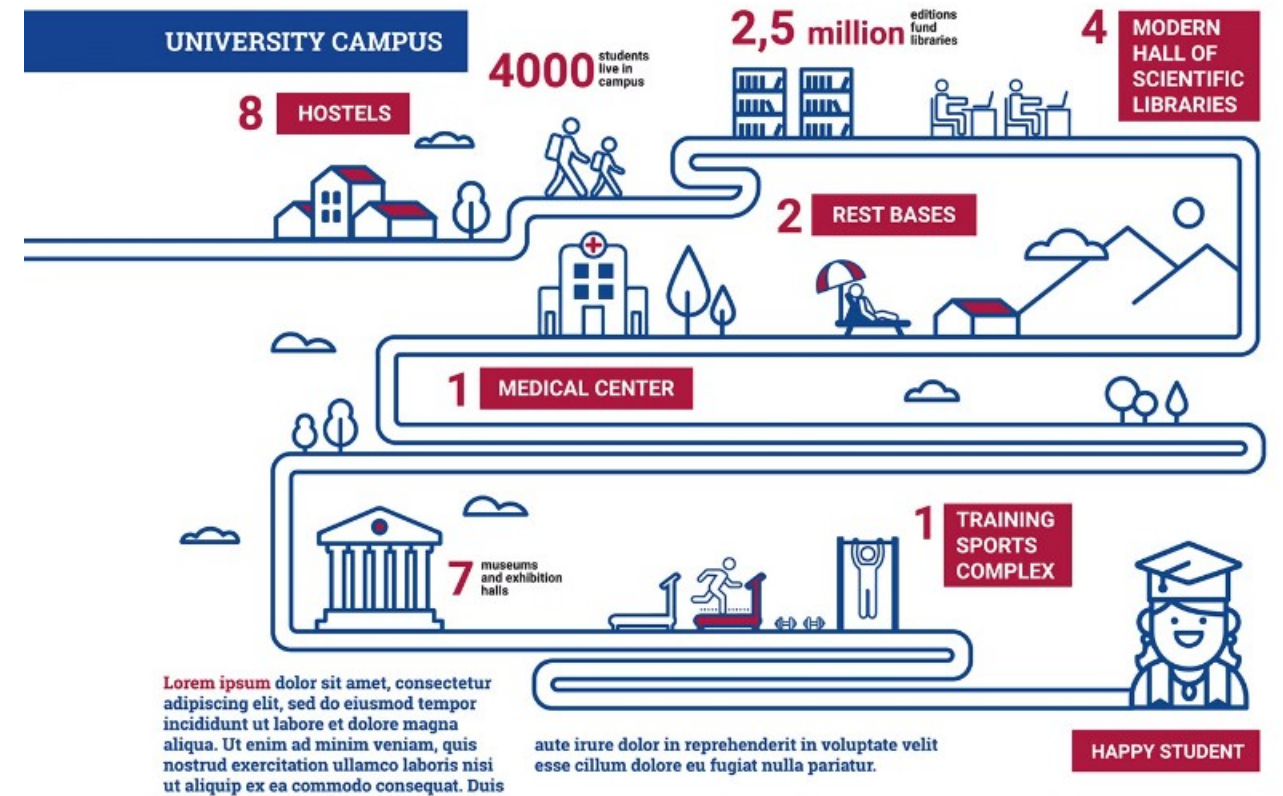 UNIVERSITY CAMPUS
8
HOSTELS
4000
students
live in
campus
2,5 million
editions
fund
libraries
4
MODERN
HALL OF
SCIENTIFIC
LIBRARIES
2
REST BASES
1
MEDICAL CENTER
7
museums
and exhibition
halls
1
TRAINING
SPORTS
COMPLEX
Lorem ipsum dolor sit amet, consectetur
adipiscing elit, sed do eiusmod tempor
incididunt ut labore et dolore magna
aliqua. Ut enim ad minim veniam, quis
nostrud exercitation ullamco laboris nisi
ut aliquip ex ea commodo consequat. Duis
aute irure dolor in reprehenderit in voluptate velit
esse cillum dolore eu fugiat nulla pariatur.
HAPPY STUDENT